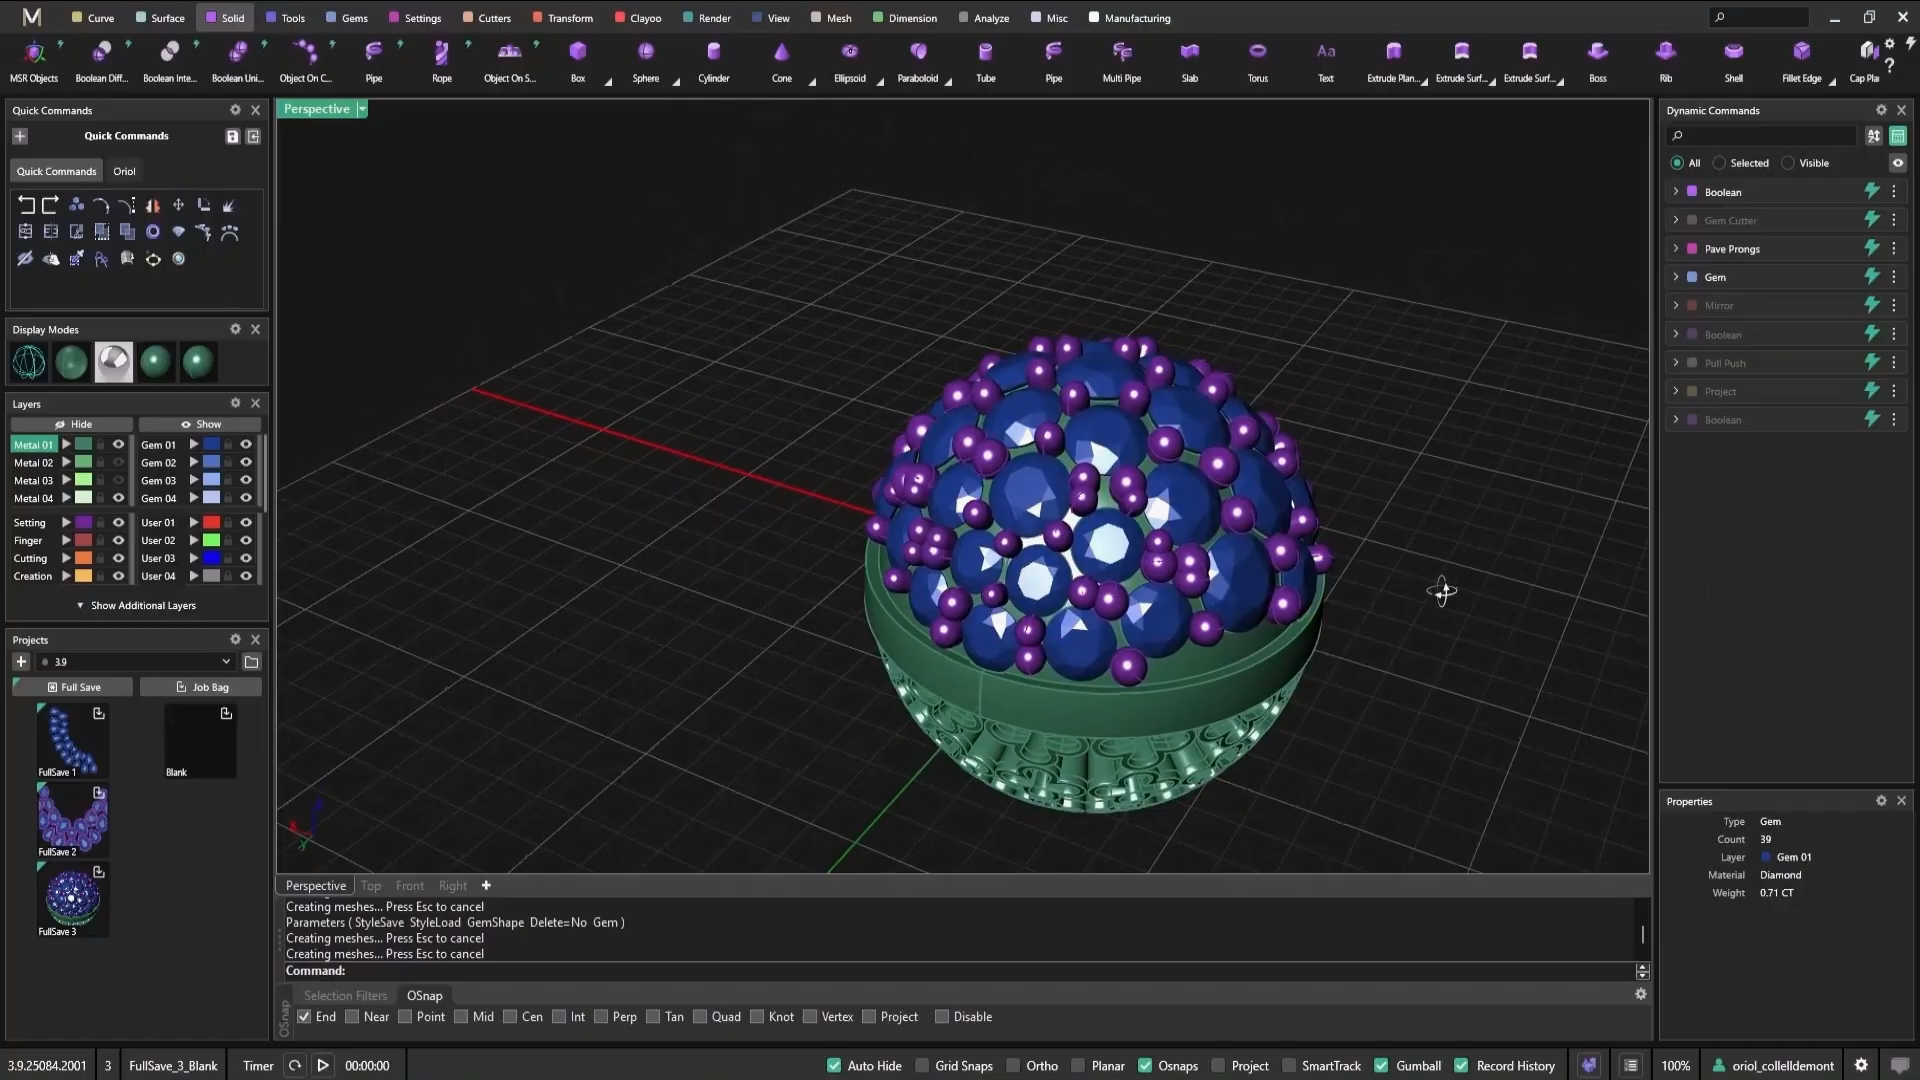 Curve Surface Solid Tools Gems Settings Cutters Transform Clayoo Render View Mesh Dimension Analyze Misc Manufacturing
MSR Objects Boolean Diff... Boolean Inte... Boolean Uni... Object On C... Pipe Rope Object On S... Box Sphere Cylinder Cone Ellipsoid Paraboloid Tube Pipe Multi Pipe Slab Torus Text Extrude Plan... Extrude Surf... Extrude Surf... Boss Rib Shell Fillet Edge Cap Pla
Aa
Quick Commands
Quick Commands
Quick Commands Oriol
Display Modes
Layers
Hide Show
Metal 01 Gem 01
Metal 02 Gem 02
Metal 03 Gem 03
Metal 04 Gem 04
Setting User 01
Finger User 02
Cutting User 03
Creation User 04
Show Additional Layers
Projects
3.9
Full Save Job Bag
FullSave 1 Blank
FullSave 2
FullSave 3
Perspective
Perspective Top Front Right
Creating meshes... Press Esc to cancel
Parameters ( StyleSave StyleLoad GemShape Delete=No Gem )
Creating meshes... Press Esc to cancel
Creating meshes... Press Esc to cancel
Command:
Selection Filters OSnap
OSnap
End Near Point Mid Cen Int Perp Tan Quad Knot Vertex Project Disable
Dynamic Commands
All Selected Visible
Boolean
Gem Cutter
Pave Prongs
Gem
Mirror
Boolean
Pull Push
Project
Boolean
Properties
Type Gem
Count 39
Layer Gem 01
Material Diamond
Weight 0.71 CT
3.9.25084.2001 3 FullSave_3_Blank Timer 00:00:00 Auto Hide Grid Snaps Ortho Planar Osnaps Project SmartTrack Gumball Record History 100% oriol_collelldemont